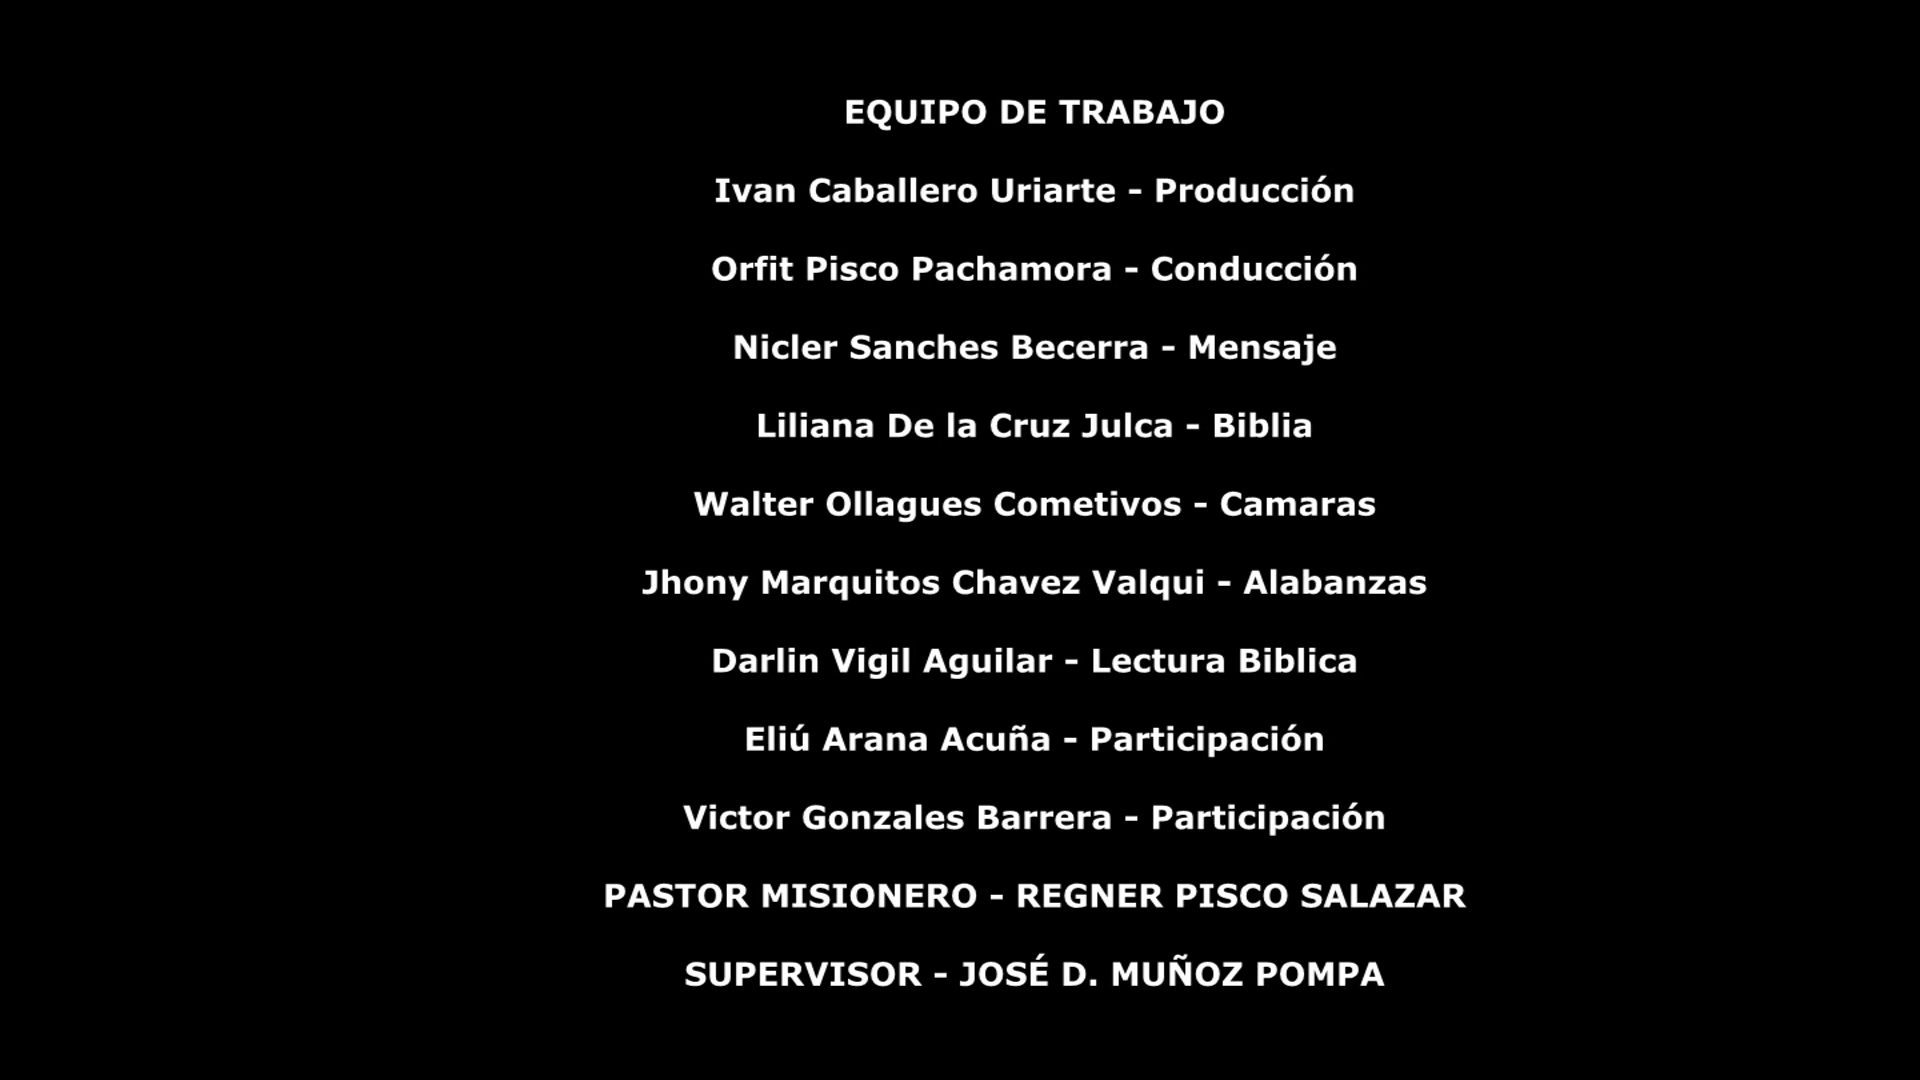 EQUIPO DE TRABAJO
Ivan Caballero Uriarte - Producción
Orfit Pisco Pachamora - Conducción
Nicler Sanches Becerra - Mensaje
Liliana De la Cruz Julca - Biblia
Walter Ollagues Cometivos - Camaras
Jhony Marquitos Chavez Valqui - Alabanzas
Darlin Vigil Aguilar - Lectura Biblica
Eliú Arana Acuña - Participación
Victor Gonzales Barrera - Participación
PASTOR MISIONERO - REGNER PISCO SALAZAR
SUPERVISOR - JOSÉ D. MUÑOZ POMPA